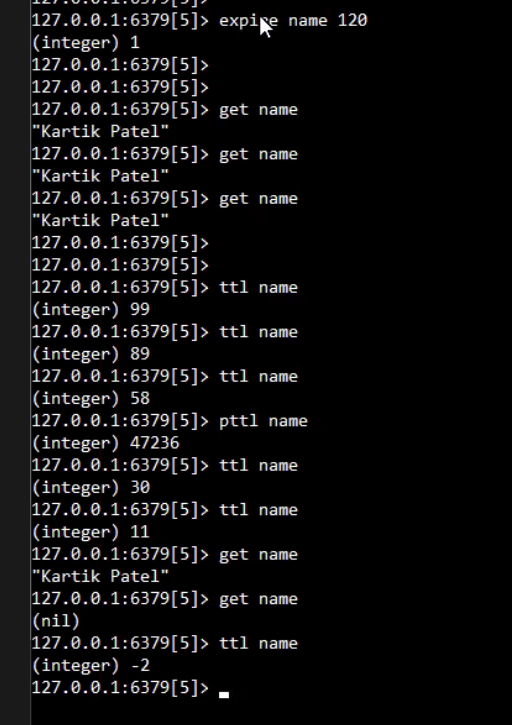 127.0.0.1:6379[5]> expire name 120
(integer) 1
127.0.0.1:6379[5]>
127.0.0.1:6379[5]>
127.0.0.1:6379[5]> get name
"Kartik Patel"
127.0.0.1:6379[5]> get name
"Kartik Patel"
127.0.0.1:6379[5]> get name
"Kartik Patel"
127.0.0.1:6379[5]>
127.0.0.1:6379[5]>
127.0.0.1:6379[5]> ttl name
(integer) 99
127.0.0.1:6379[5]> ttl name
(integer) 89
127.0.0.1:6379[5]> ttl name
(integer) 58
127.0.0.1:6379[5]> pttl name
(integer) 47236
127.0.0.1:6379[5]> ttl name
(integer) 30
127.0.0.1:6379[5]> ttl name
(integer) 11
127.0.0.1:6379[5]> get name
"Kartik Patel"
127.0.0.1:6379[5]> get name
(nil)
127.0.0.1:6379[5]> ttl name
(integer) -2
127.0.0.1:6379[5]>